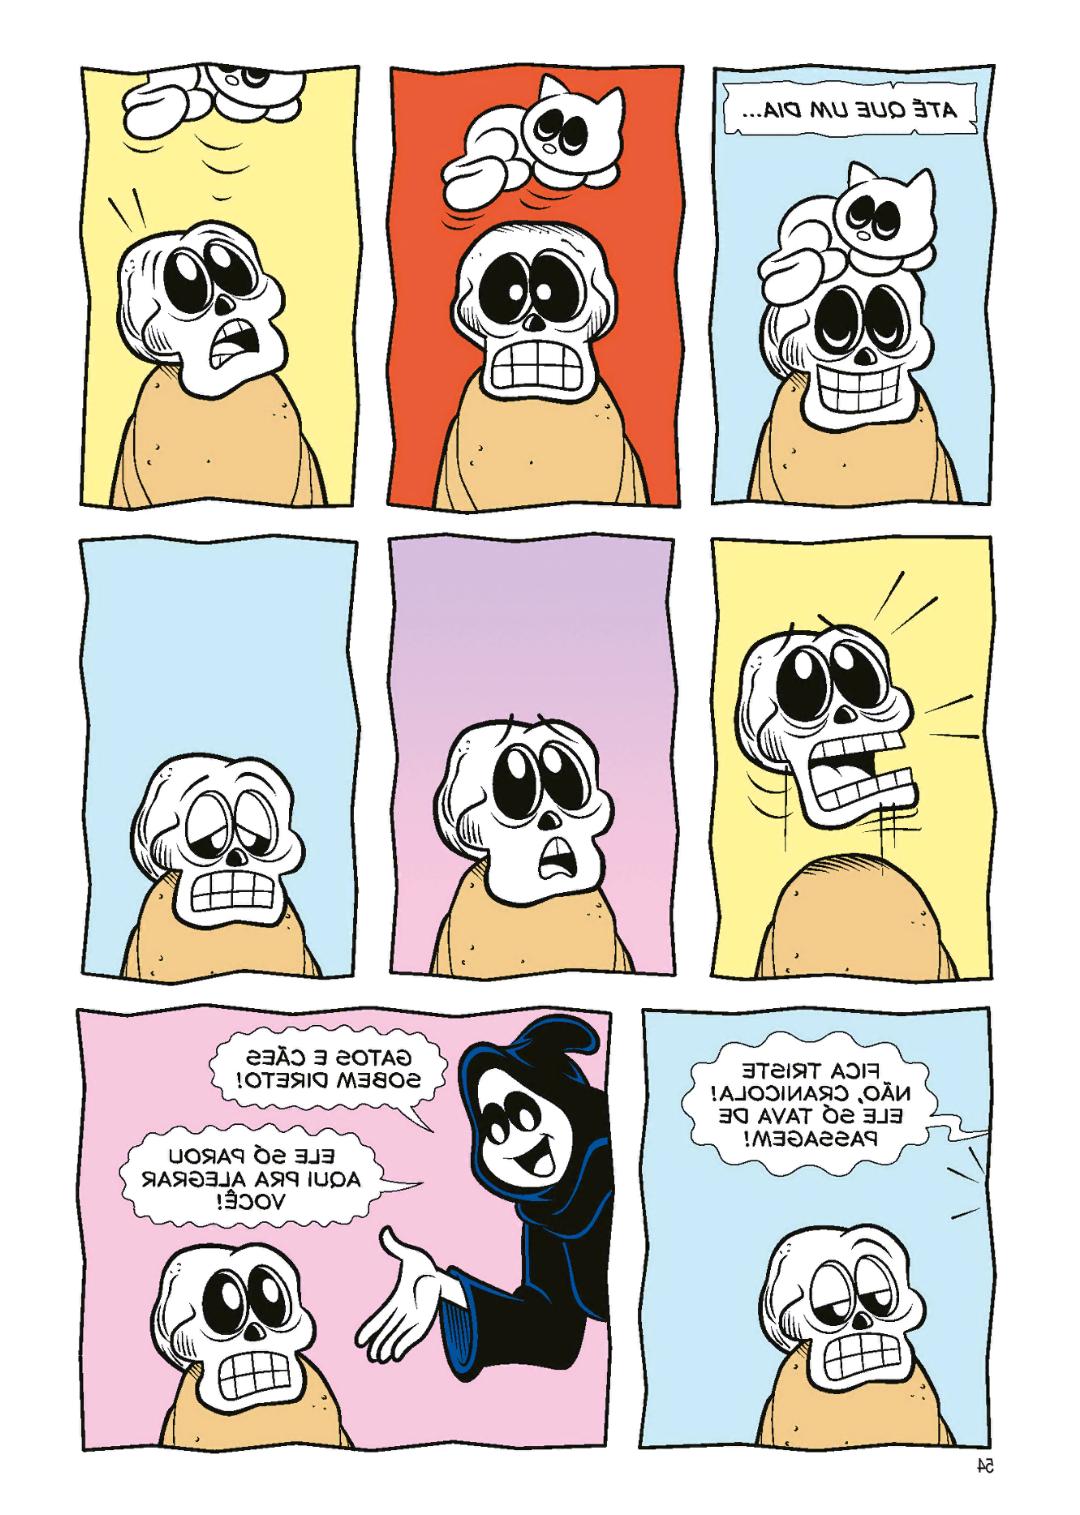 ATÉ QUE UM DIA...
FICA TRISTE
NÃO, CRANICOLA!
ELE SÓ TAVA DE
PASSAGEM!
GATOS E CÃES
SOBEM DIRETO!
ELE SÓ PAROU
AQUI PRA ALEGRAR
VOCÊ!
54